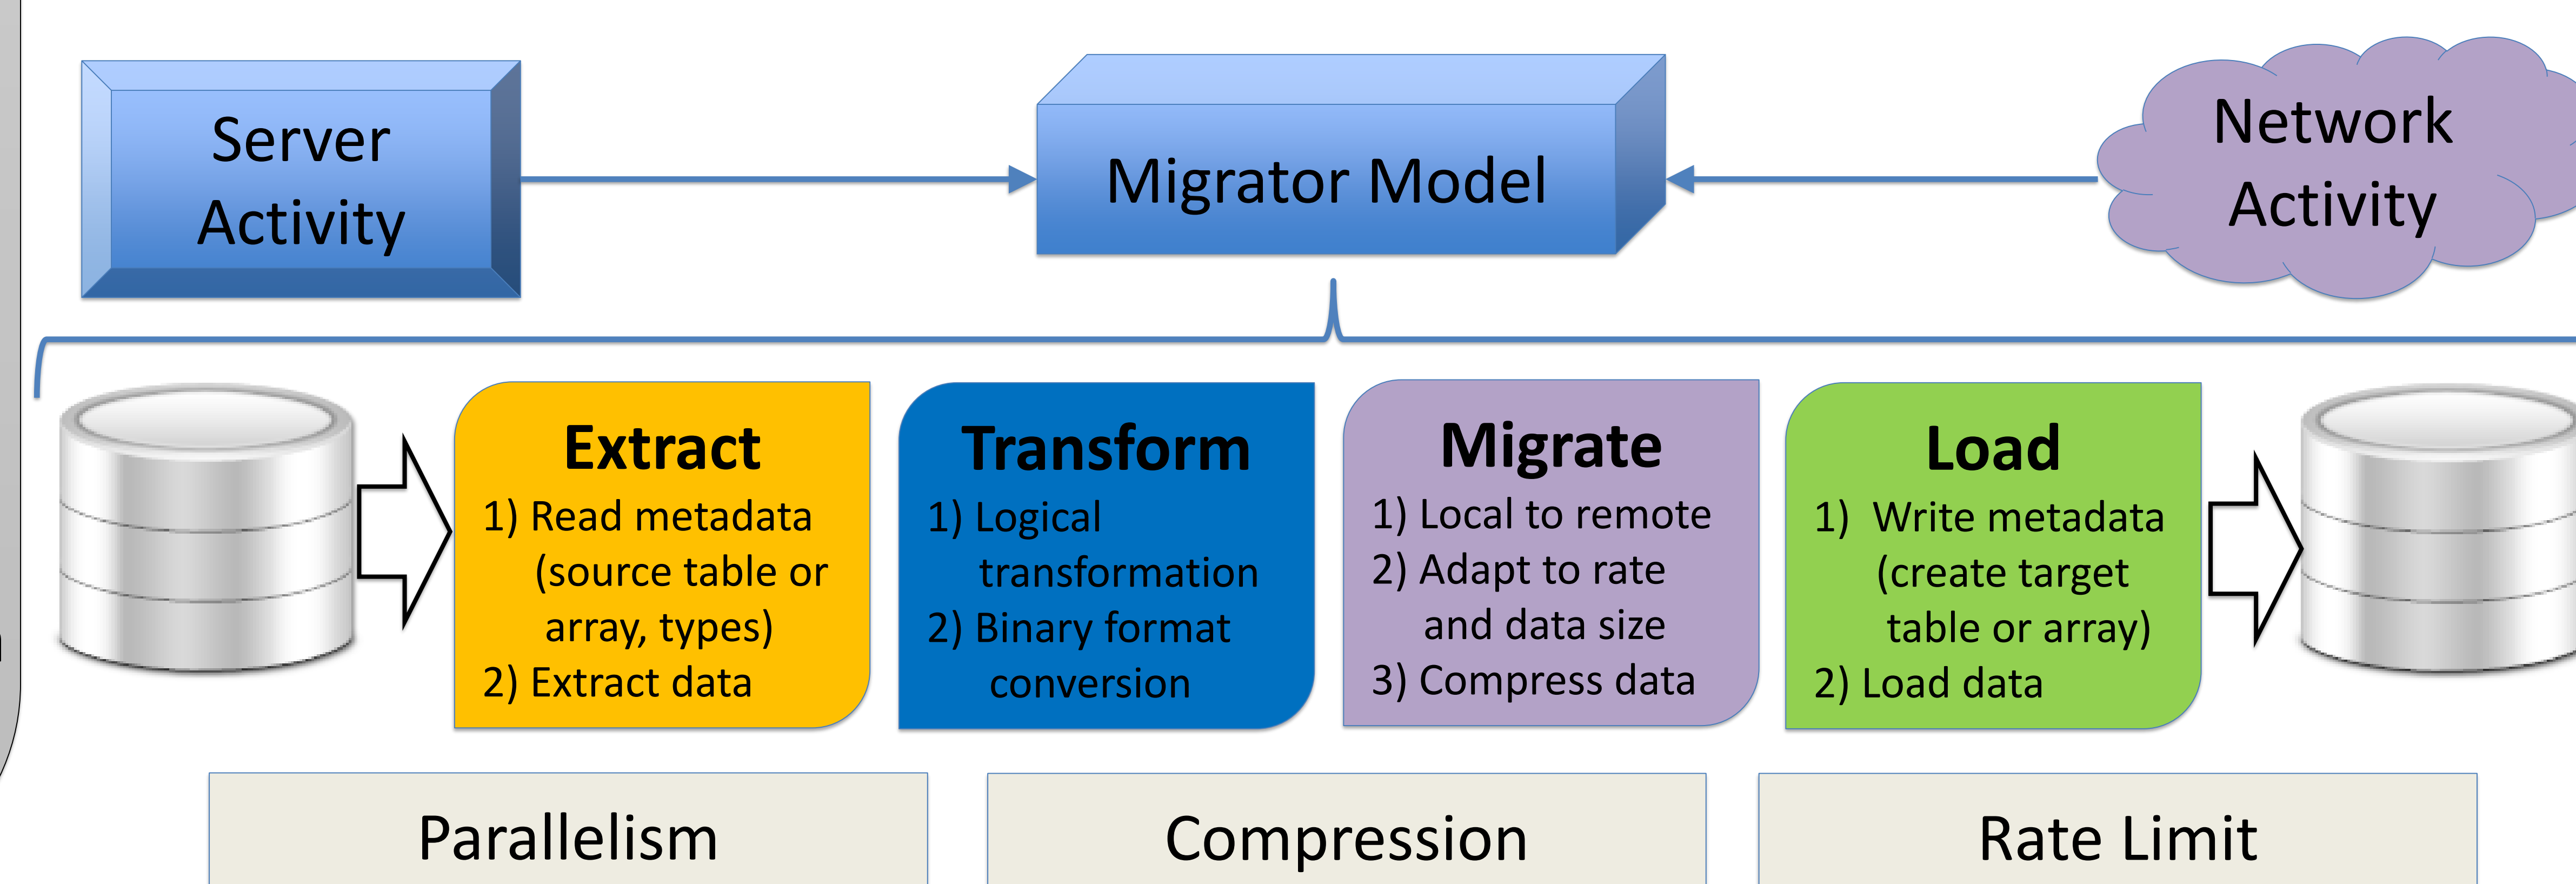 Server
Activity
Migrator Model
Network
Activity
Extract
1) Read metadata
(source table or
array, types)
2) Extract data
Transform
1) Logical
transformation
2) Binary format
conversion
Migrate
1) Local to remote
2) Adapt to rate
and data size
3) Compress data
Load
1) Write metadata
(create target
table or array)
2) Load data
Parallelism
Compression
Rate Limit